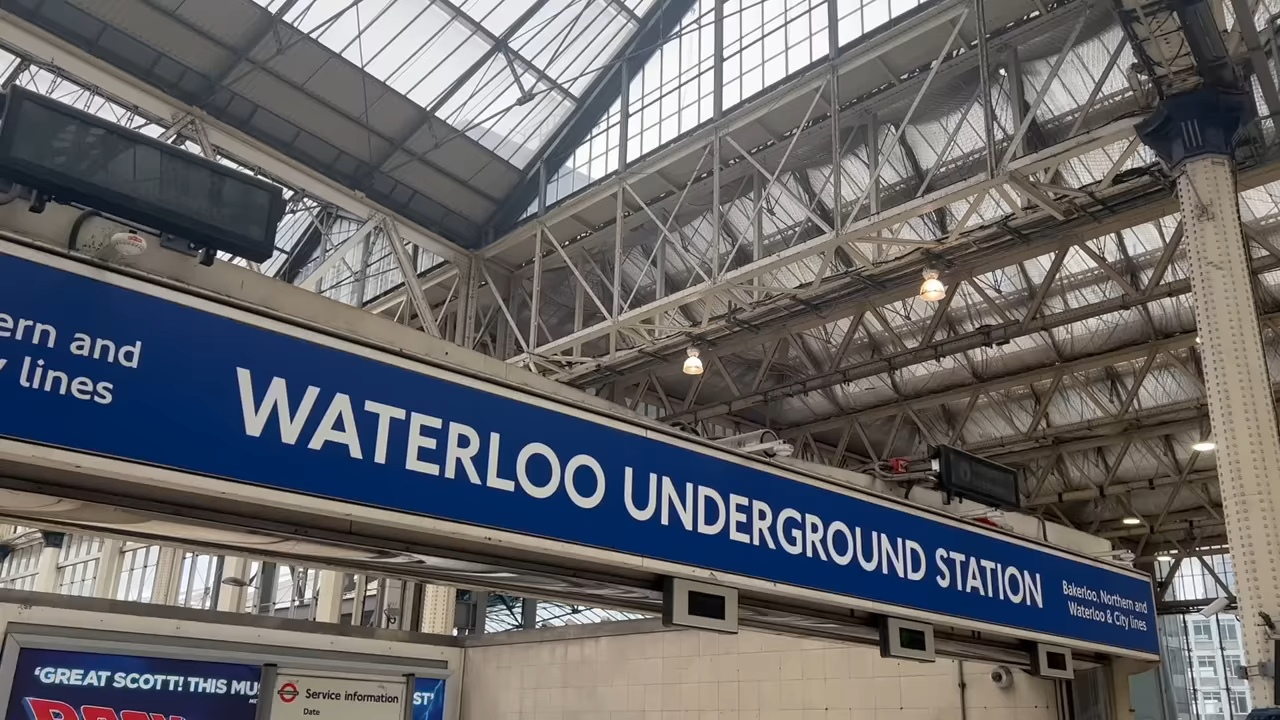 ern and
lines
WATERLOO UNDERGROUND STATION
Bakerloo, Northern and
Waterloo & City lines
'GREAT SCOTT! THIS MU
ST'
Service information
Date